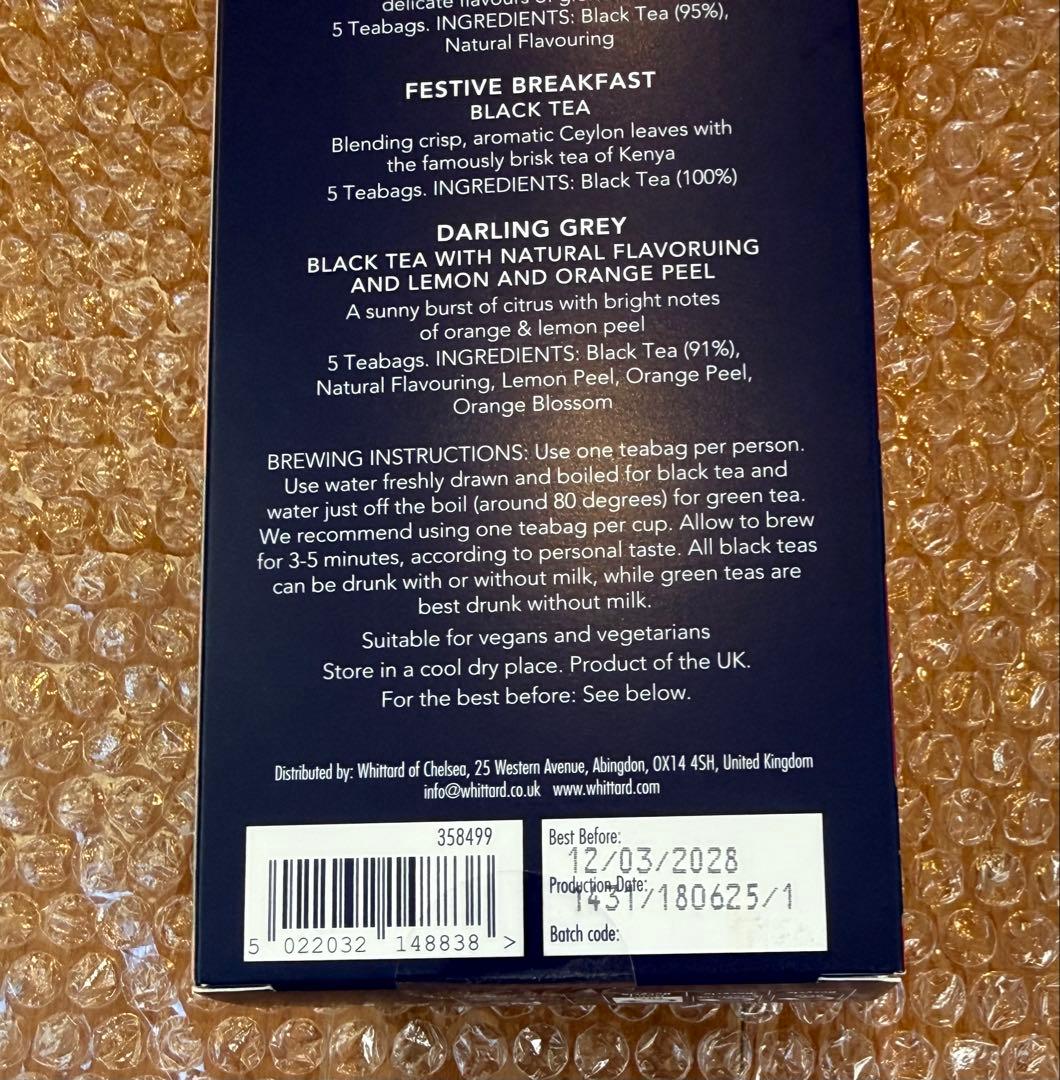 delicate flavours of
5 Teabags. INGREDIENTS: Black Tea (95%),
Natural Flavouring
FESTIVE BREAKFAST
BLACK TEA
Blending crisp, aromatic Ceylon leaves with
the famously brisk tea of Kenya
5 Teabags. INGREDIENTS: Black Tea (100%)
DARLING GREY
BLACK TEA WITH NATURAL FLAVORUING
AND LEMON AND ORANGE PEEL
A sunny burst of citrus with bright notes
of orange & lemon peel
5 Teabags. INGREDIENTS: Black Tea (91%),
Natural Flavouring, Lemon Peel, Orange Peel,
Orange Blossom
BREWING INSTRUCTIONS: Use one teabag per person.
Use water freshly drawn and boiled for black tea and
water just off the boil (around 80 degrees) for green tea.
We recommend using one teabag per cup. Allow to brew
for 3-5 minutes, according to personal taste. All black teas
can be drunk with or without milk, while green teas are
best drunk without milk.
Suitable for vegans and vegetarians
Store in a cool dry place. Product of the UK.
For the best before: See below.
Distributed by: Whittard of Chelsea, 25 Western Avenue, Abingdon, OX14 4SH, United Kingdom
info@whittard.co.uk www.whittard.com
358499
5 022032 148838 >
Best Before:
12/03/2028
Production Date:
1431/180625/1
Batch code: